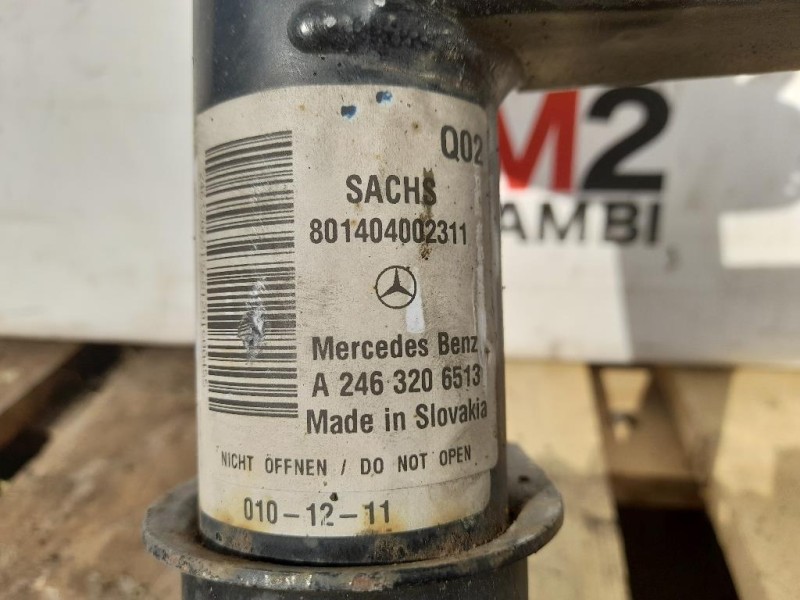 Q02
SACHS
801404002311
Mercedes Benz
A 246 320 6513
Made in Slovakia
NICHT ÖFFNEN / DO NOT OPEN
010-12-11
M2
AMBI